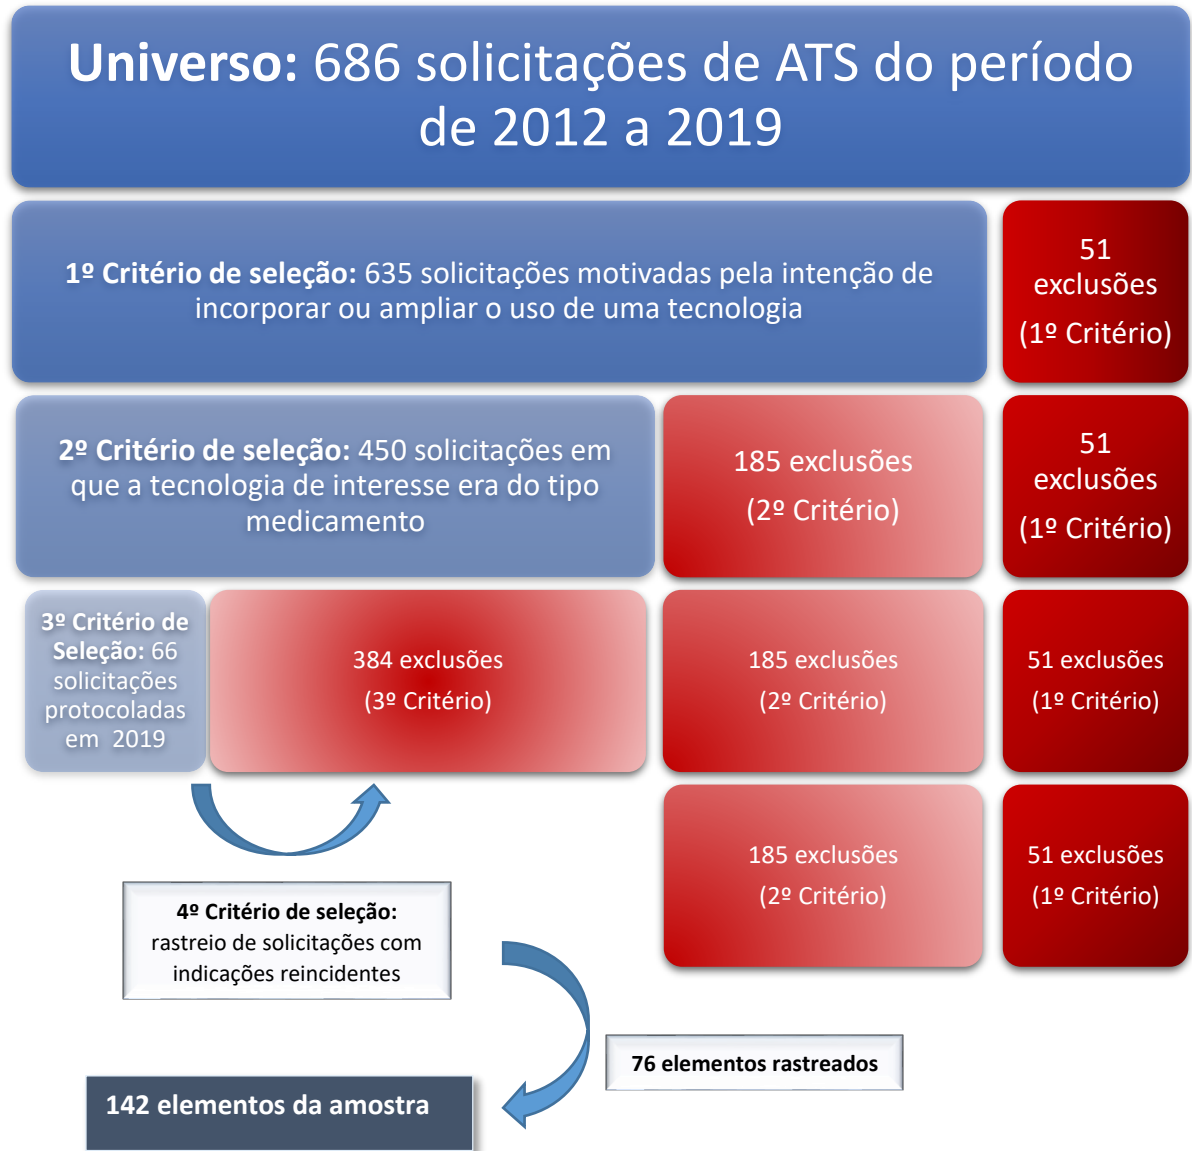 Universo: 686 solicitações de ATS do período
de 2012 a 2019
1º Critério de seleção: 635 solicitações motivadas pela intenção de
incorporar ou ampliar o uso de uma tecnologia
51
exclusões
(1º Critério)
2º Critério de seleção: 450 solicitações em
que a tecnologia de interesse era do tipo
medicamento
185 exclusões
(2º Critério)
51
exclusões
(1º Critério)
3º Critério de
Seleção: 66
solicitações
protocoladas
em 2019
384 exclusões
(3º Critério)
185 exclusões
(2º Critério)
51 exclusões
(1º Critério)
185 exclusões
(2º Critério)
51 exclusões
(1º Critério)
4º Critério de seleção:
rastreio de solicitações com
indicações reincidentes
76 elementos rastreados
142 elementos da amostra